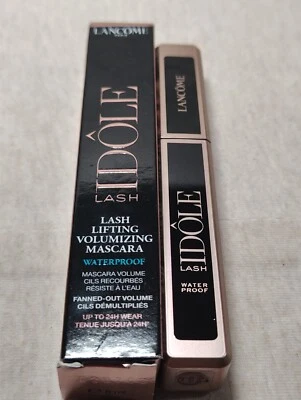 LANCÔME
PARIS
IDÔLE
LASH
LASH
LIFTING
VOLUMIZING
MASCARA
WATERPROOF
MASCARA VOLUME
CILS RECOURBÉS
RÉSISTE À L'EAU
FANNED-OUT VOLUME
CILS DÉMULTIPLIÉS
UP TO 24H WEAR
TENUE JUSQU'À 24H
LANCÔME
IDÔLE
LASH
WATER
PROOF